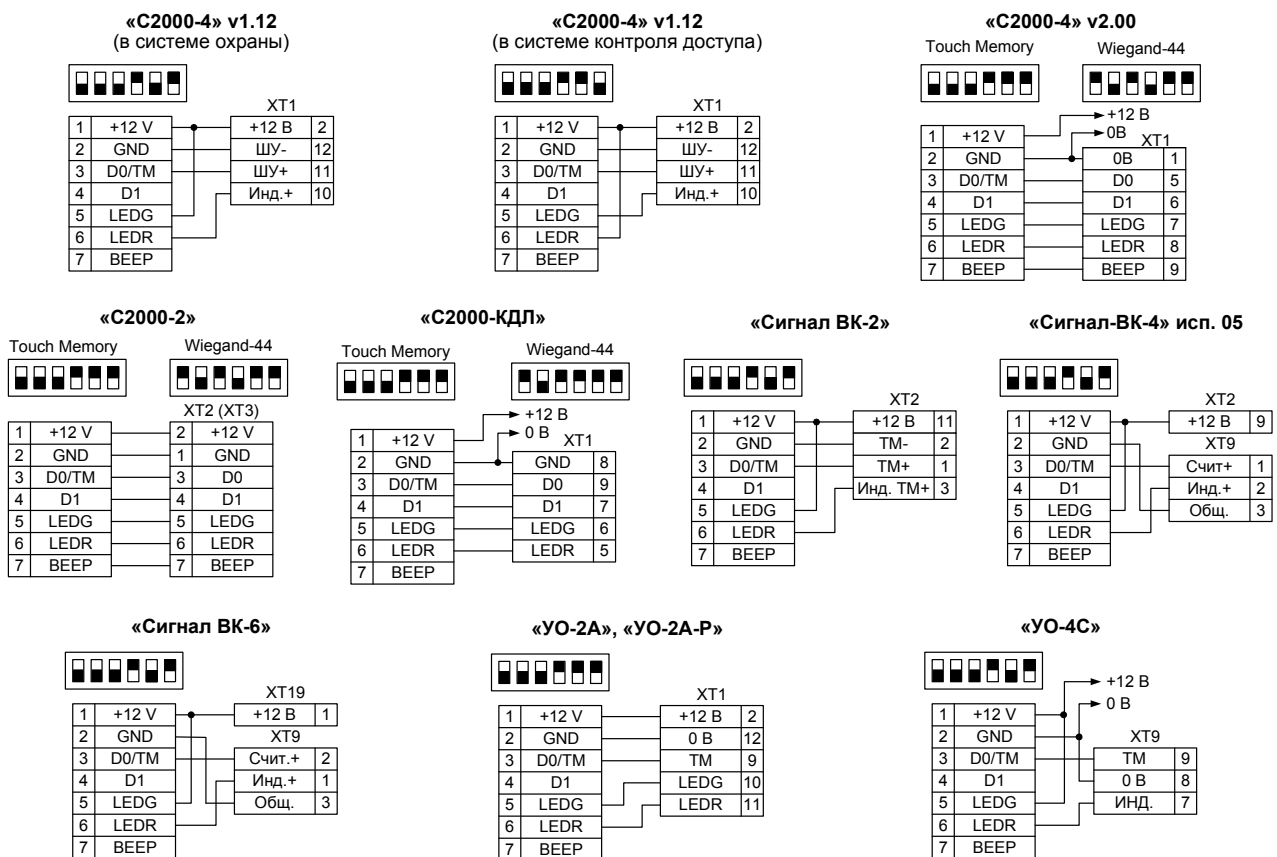 «С2000-4» v1.12
(в системе охраны)
XT1
1 +12 V +12 В 2
2 GND ШУ- 12
3 D0/TM ШУ+ 11
4 D1 Инд.+ 10
5 LEDG
6 LEDR
7 BEEP
«С2000-4» v1.12
(в системе контроля доступа)
XT1
1 +12 V +12 В 2
2 GND ШУ- 12
3 D0/TM ШУ+ 11
4 D1 Инд.+ 10
5 LEDG
6 LEDR
7 BEEP
«С2000-4» v2.00
Touch Memory Wiegand-44
+12 В
0В XT1
1 +12 V
2 GND 0В 1
3 D0/TM D0 5
4 D1 D1 6
5 LEDG LEDG 7
6 LEDR LEDR 8
7 BEEP BEEP 9
«С2000-2»
Touch Memory Wiegand-44
XT2 (XT3)
1 +12 V 2 +12 V
2 GND 1 GND
3 D0/TM 3 D0
4 D1 4 D1
5 LEDG 5 LEDG
6 LEDR 6 LEDR
7 BEEP 7 BEEP
«С2000-КДЛ»
Touch Memory Wiegand-44
+12 В
0 В XT1
1 +12 V
2 GND GND 8
3 D0/TM D0 9
4 D1 D1 7
5 LEDG LEDG 6
6 LEDR LEDR 5
7 BEEP
«Сигнал ВК-2»
XT2
1 +12 V +12 В 11
2 GND TM- 2
3 D0/TM TM+ 1
4 D1 Инд. TM+ 3
5 LEDG
6 LEDR
7 BEEP
«Сигнал-ВК-4» исп. 05
XT2
1 +12 V +12 В 9
2 GND XT9
3 D0/TM Счит+ 1
4 D1 Инд.+ 2
5 LEDG Общ. 3
6 LEDR
7 BEEP
«Сигнал ВК-6»
XT19
1 +12 V +12 В 1
2 GND XT9
3 D0/TM Счит.+ 2
4 D1 Инд.+ 1
5 LEDG Общ. 3
6 LEDR
7 BEEP
«УО-2А», «УО-2А-Р»
XT1
1 +12 V +12 В 2
2 GND 0 В 12
3 D0/TM TM 9
4 D1 LEDG 10
5 LEDG LEDR 11
6 LEDR
7 BEEP
«УО-4С»
+12 В
0 В
1 +12 V
2 GND XT9
3 D0/TM TM 9
4 D1 0 В 8
5 LEDG ИНД. 7
6 LEDR
7 BEEP